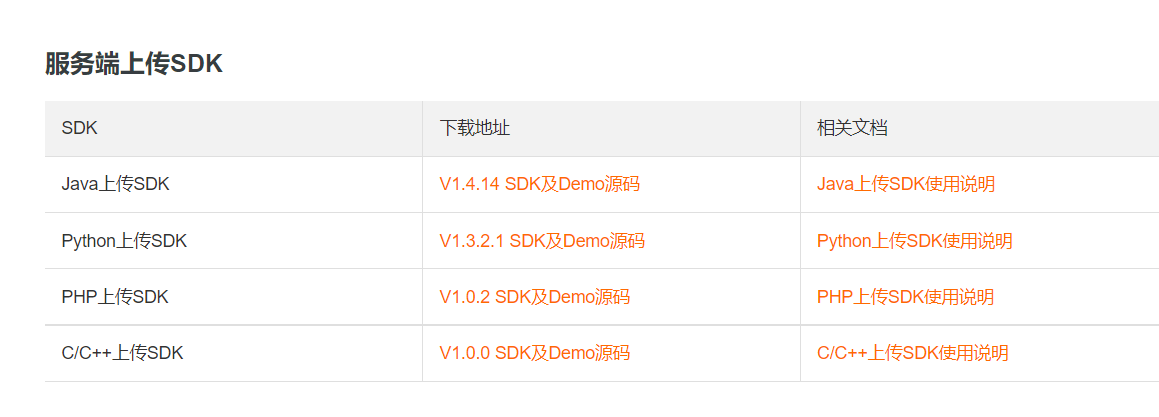 服务端上传SDK
SDK 下载地址 相关文档
Java上传SDK V1.4.14 SDK及Demo源码 Java上传SDK使用说明
Python上传SDK V1.3.2.1 SDK及Demo源码 Python上传SDK使用说明
PHP上传SDK V1.0.2 SDK及Demo源码 PHP上传SDK使用说明
C/C++上传SDK V1.0.0 SDK及Demo源码 C/C++上传SDK使用说明